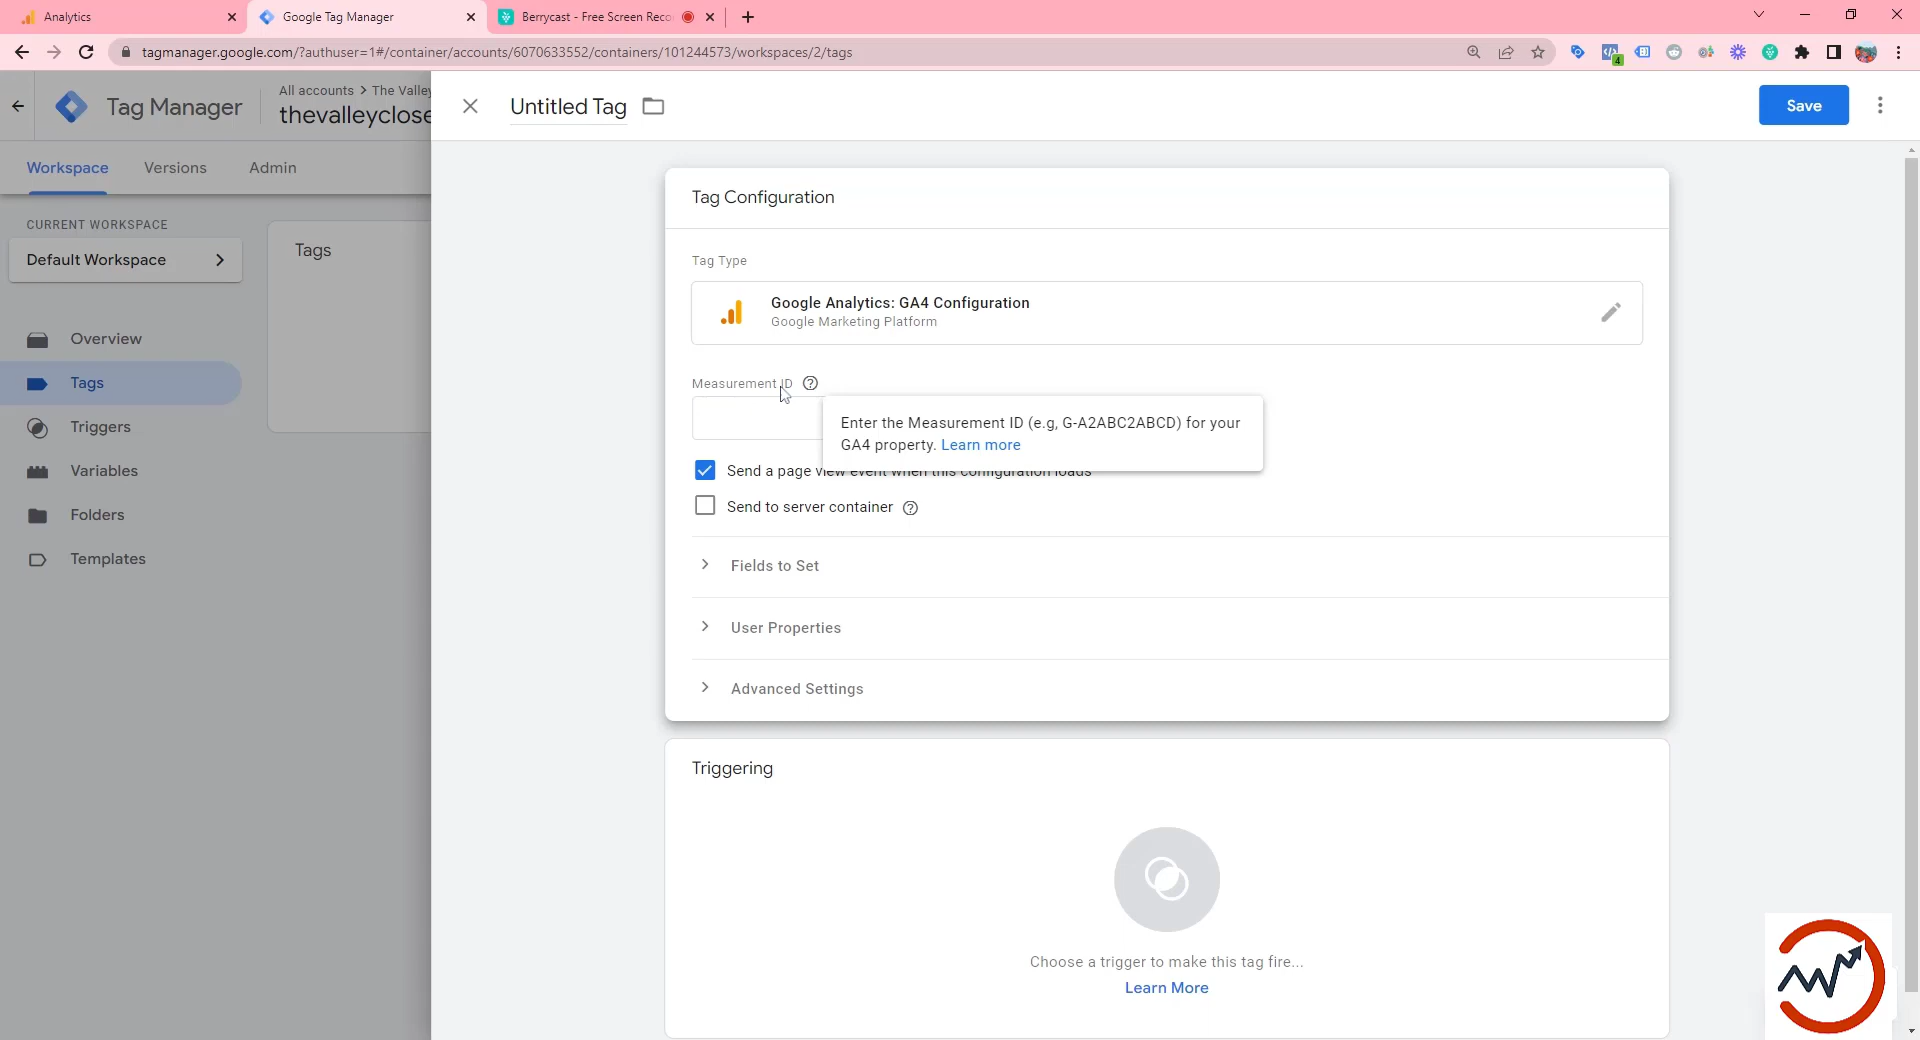 Analytics
Google Tag Manager
Berrycast - Free Screen Reco
tagmanager.google.com/?authuser=1#/container/accounts/6070633552/containers/101244573/workspaces/2/tags
4
Tag Manager
All accounts > The Valley
thevalleyclose
Untitled Tag
Save
Workspace
Versions
Admin
CURRENT WORKSPACE
Default Workspace
Overview
Tags
Triggers
Variables
Folders
Templates
Tags
Tag Configuration
Tag Type
Google Analytics: GA4 Configuration
Google Marketing Platform
Measurement ID
Enter the Measurement ID (e.g, G-A2ABC2ABCD) for your
GA4 property. Learn more
Send a page view event when this configuration loads
Send to server container
Fields to Set
User Properties
Advanced Settings
Triggering
Choose a trigger to make this tag fire...
Learn More